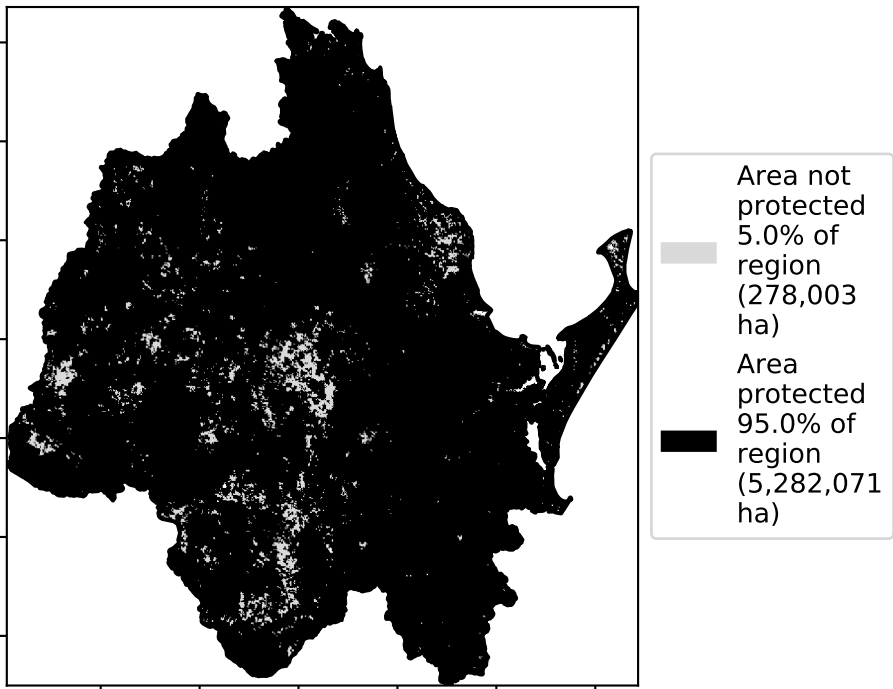 Area not
protected
5.0% of
region
(278,003
ha)
Area
protected
95.0% of
region
(5,282,071
ha)